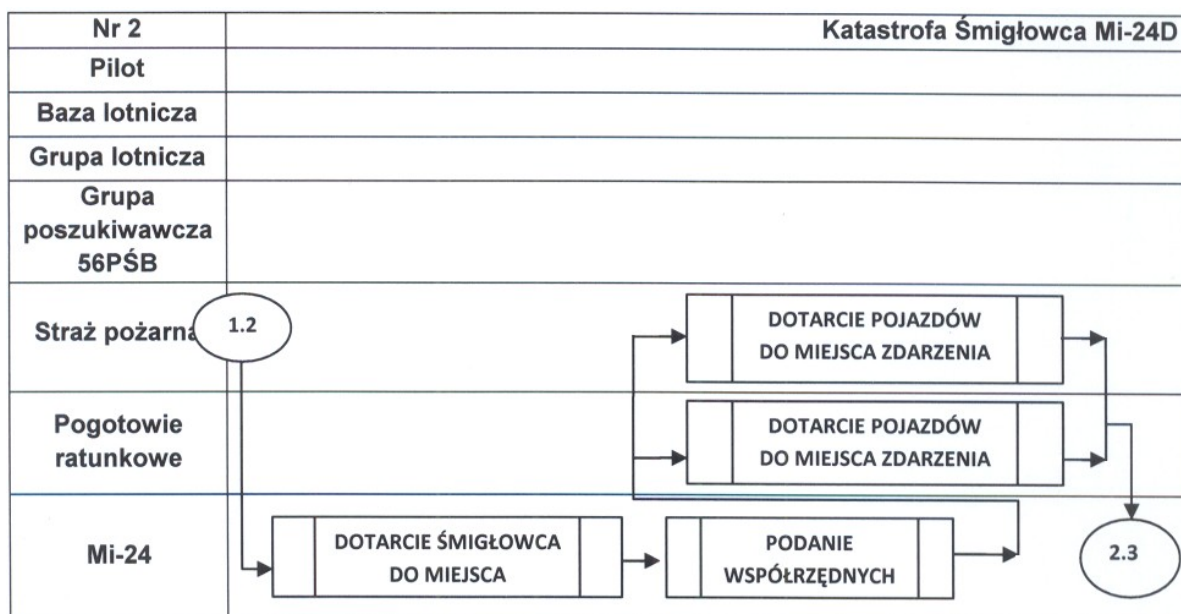 Nr 2
Katastrofa Śmigłowca Mi-24D
Pilot
Baza lotnicza
Grupa lotnicza
Grupa
poszukiwawcza
56PŚB
Straż pożarna
1.2
DOTARCIE POJAZDÓW
DO MIEJSCA ZDARZENIA
Pogotowie
ratunkowe
DOTARCIE POJAZDÓW
DO MIEJSCA ZDARZENIA
Mi-24
DOTARCIE ŚMIGŁOWCA
DO MIEJSCA
PODANIE
WSPÓŁRZĘDNYCH
2.3